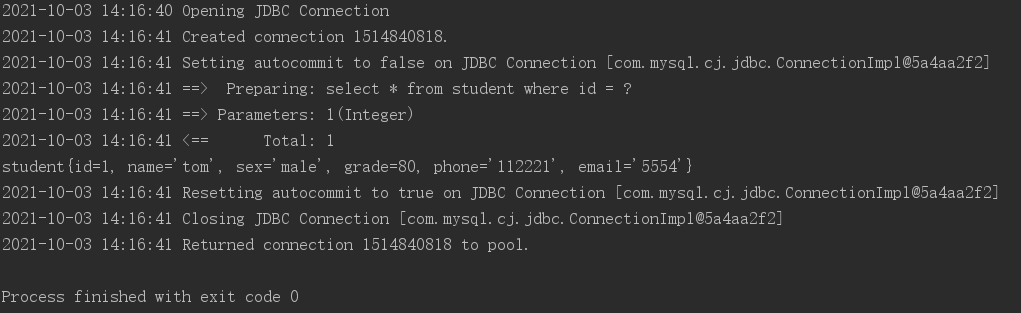 2021-10-03 14:16:40 Opening JDBC Connection
2021-10-03 14:16:41 Created connection 1514840818.
2021-10-03 14:16:41 Setting autocommit to false on JDBC Connection [com.mysql.cj.jdbc.ConnectionImpl@5a4aa2f2]
2021-10-03 14:16:41 ==>  Preparing: select * from student where id = ?
2021-10-03 14:16:41 ==> Parameters: 1(Integer)
2021-10-03 14:16:41 <==      Total: 1
student{id=1, name='tom', sex='male', grade=80, phone='112221', email='5554'}
2021-10-03 14:16:41 Resetting autocommit to true on JDBC Connection [com.mysql.cj.jdbc.ConnectionImpl@5a4aa2f2]
2021-10-03 14:16:41 Closing JDBC Connection [com.mysql.cj.jdbc.ConnectionImpl@5a4aa2f2]
2021-10-03 14:16:41 Returned connection 1514840818 to pool.
Process finished with exit code 0